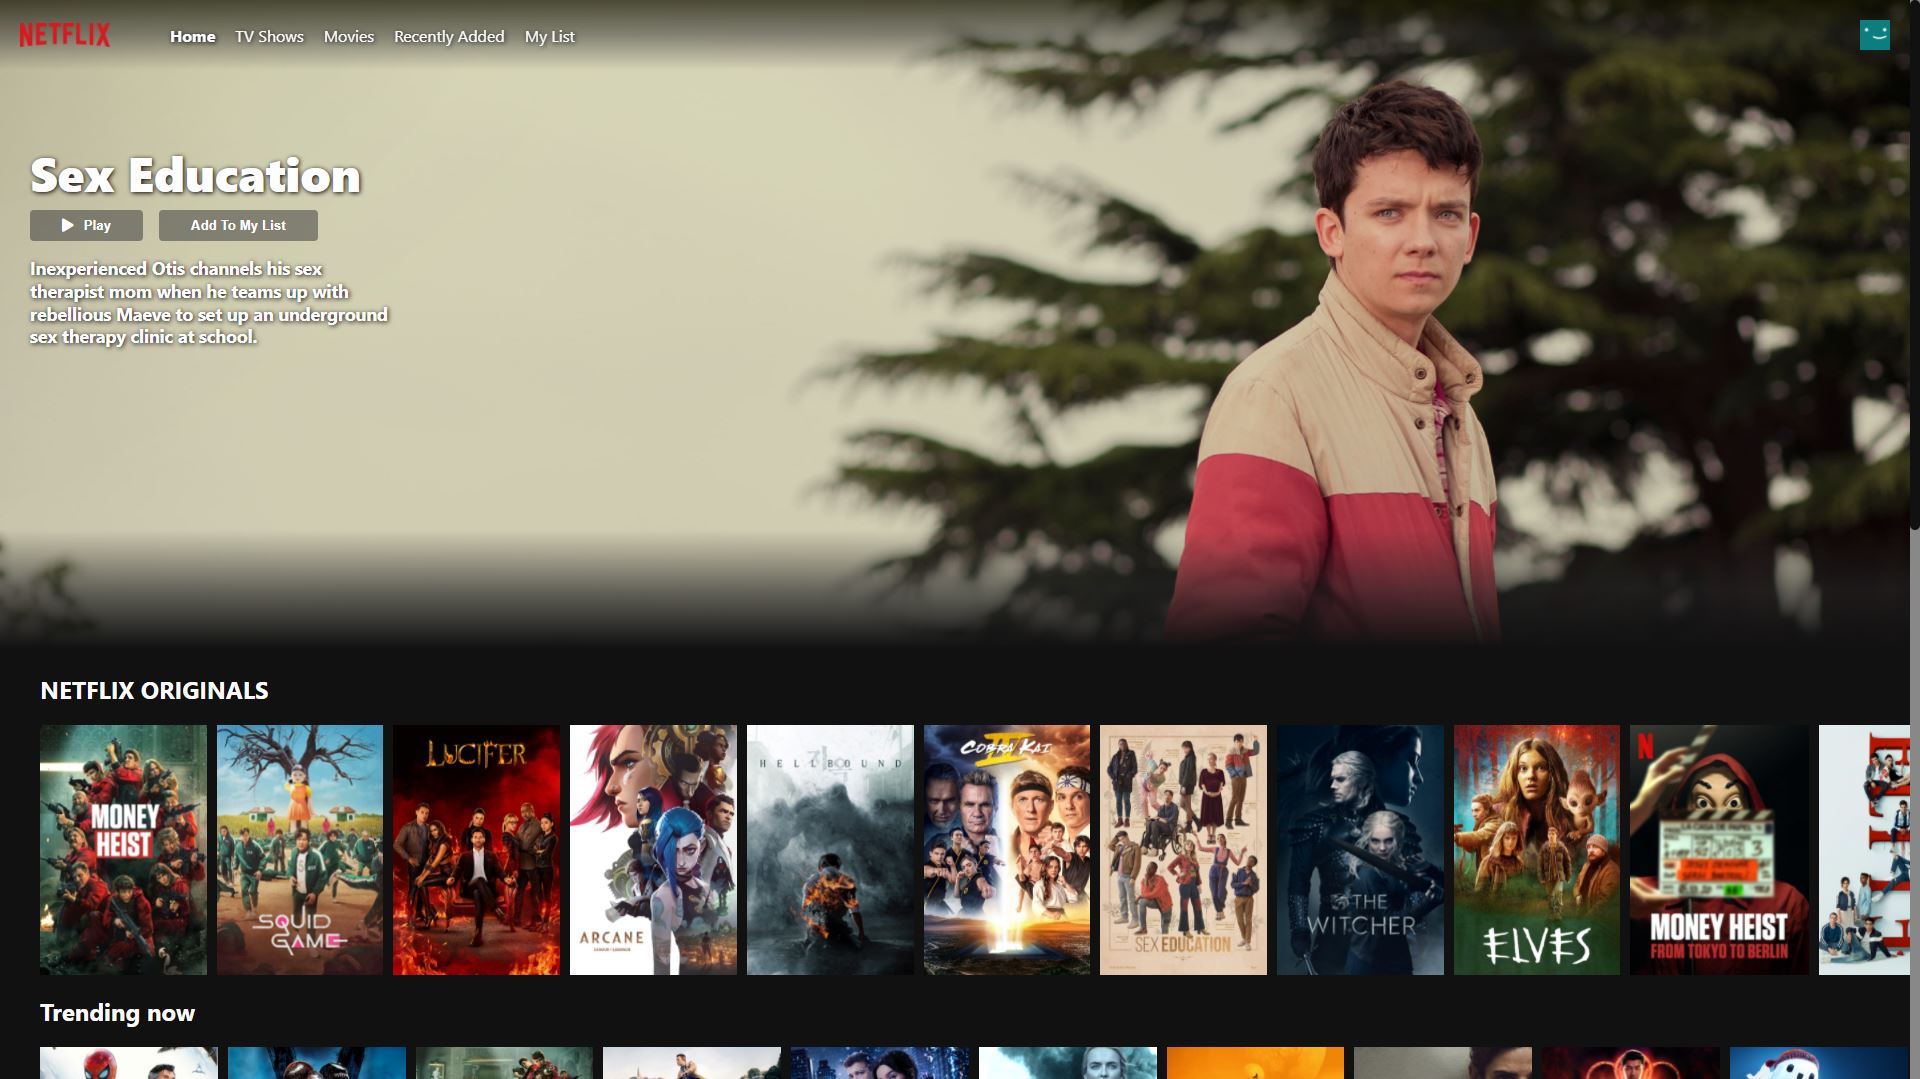 NETFLIX
Home TV Shows Movies Recently Added My List
Sex Education
Play Add To My List
Inexperienced Otis channels his sex
therapist mom when he teams up with
rebellious Maeve to set up an underground
sex therapy clinic at school.
NETFLIX ORIGINALS
MONEY
HEIST
SQUID
GAME
LUCIFER
ARCANE
HELLBOUND
COBRA KAI
IV
SEX EDUCATION
THE
WITCHER
ELVES
N
MONEY HEIST
FROM TOKYO TO BERLIN
Trending now